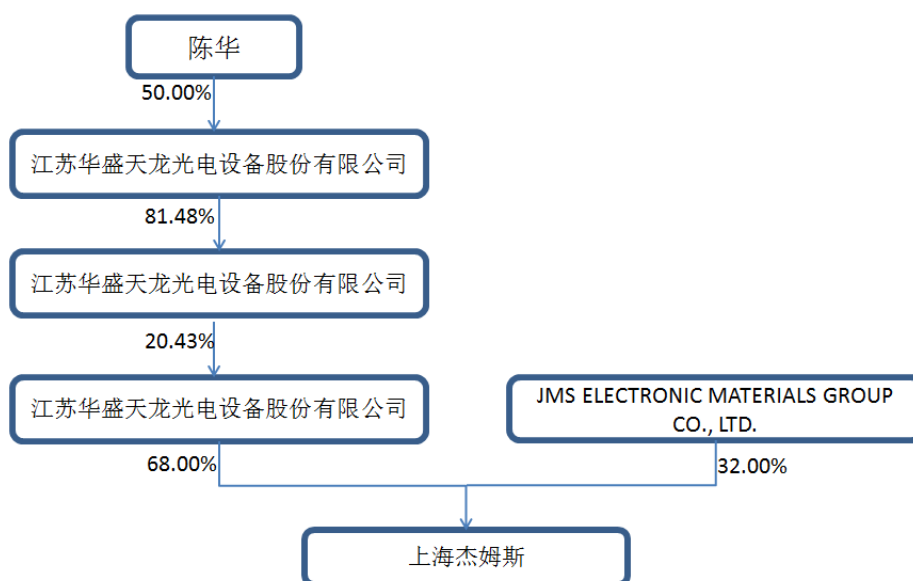 陈华
50.00%
江苏华盛天龙光电设备股份有限公司
81.48%
江苏华盛天龙光电设备股份有限公司
20.43%
江苏华盛天龙光电设备股份有限公司
JMS ELECTRONIC MATERIALS GROUP
CO., LTD.
68.00%
32.00%
上海杰姆斯